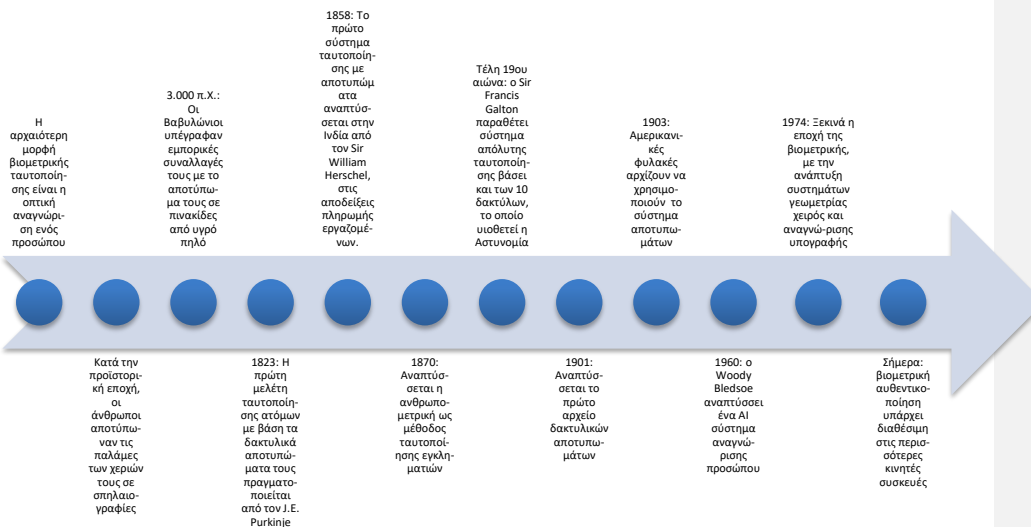 Η
αρχαιότερη
μορφή
βιομετρικής
ταυτοποίη-
σης είναι η
οπτική
αναγνώρι-
ση ενός
προσώπου
Κατά την
προϊστορι-
κή εποχή,
οι
άνθρωποι
αποτύπω-
ναν τις
παλάμες
των χεριών
τους σε
σπηλαιο-
γραφίες
3.000 π.Χ.:
Οι
Βαβυλώνιοι
υπέγραφαν
εμπορικές
συναλλαγές
τους με το
αποτύπω-
μα τους σε
πινακίδες
από υγρό
πηλό
1823: Η
πρώτη
μελέτη
ταυτοποίη-
σης ατόμων
με βάση τα
δακτυλικά
αποτυπώ-
ματα τους
πραγματο-
ποιείται
από τον J.E.
Purkinje
1858: Το
πρώτο
σύστημα
ταυτοποίη-
σης με
αποτυπώμ
ατα
αναπτύσ-
σεται στην
Ινδία από
τον Sir
William
Herschel,
στις
αποδείξεις
πληρωμής
εργαζομέ-
νων.
1870:
Αναπτύσ-
σεται η
ανθρωπο-
μετρική ως
μέθοδος
ταυτοποί-
ησης εγκλη-
ματιών
Τέλη 19ου
αιώνα: ο Sir
Francis
Galton
παραθέτει
σύστημα
απόλυτης
ταυτοποίη-
σης βάσει
και των 10
δακτύλων,
το οποίο
υιοθετεί η
Αστυνομία
1901:
Αναπτύσ-
σεται το
πρώτο
αρχείο
δακτυλικών
αποτυπω-
μάτων
1903:
Αμερικανι-
κές
φυλακές
αρχίζουν να
χρησιμο-
ποιούν  το
σύστημα
αποτυπω-
μάτων
1960: ο
Woody
Bledsoe
αναπτύσσει
ένα AI
σύστημα
αναγνώ-
ρισης
προσώπου
1974: Ξεκινά η
εποχή της
βιομετρικής,
με την
ανάπτυξη
συστημάτων
γεωμετρίας
χειρός και
αναγνώ-ρισης
υπογραφής
Σήμερα:
βιομετρική
αυθεντικο-
ποίηση
υπάρχει
διαθέσιμη
στις περισ-
σότερες
κινητές
συσκευές